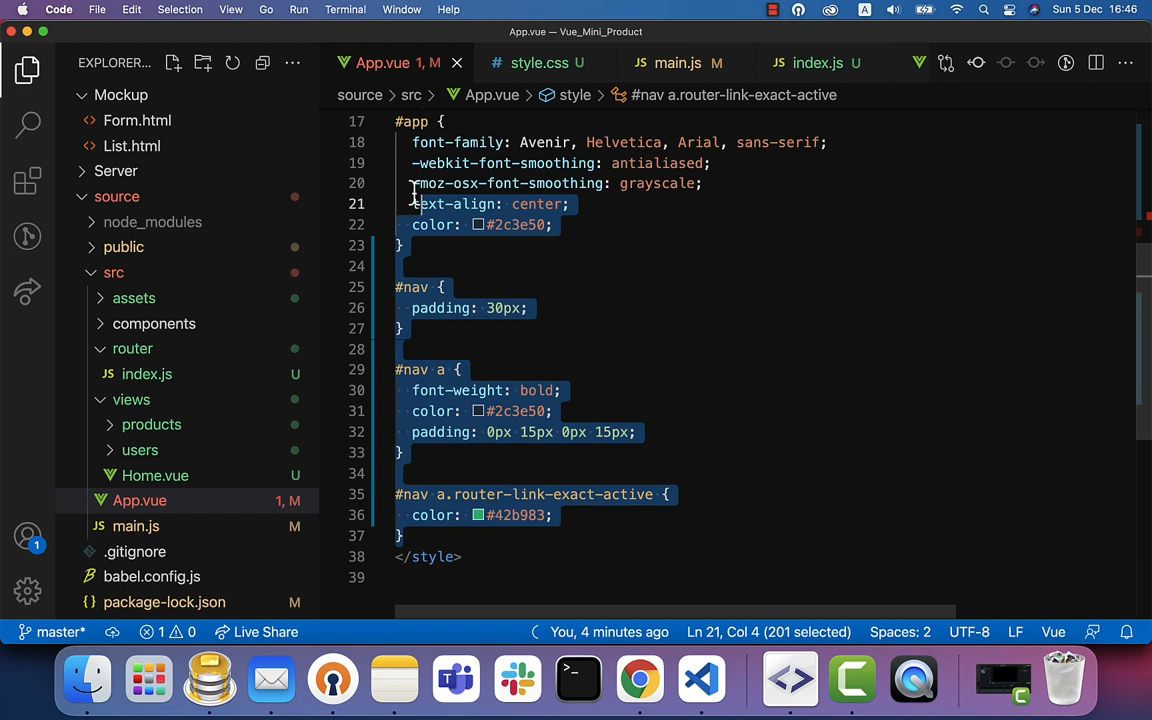 Code File Edit Selection View Go Run Terminal Window Help A Sun 5 Dec 16:46
App.vue — Vue_Mini_Product
EXPLORER... App.vue 1, M style.css U main.js M index.js U
source > src > App.vue > style > #nav a.router-link-exact-active
Mockup
Form.html
List.html
Server
source
node_modules
public
src
assets
components
router
JS index.js U
views
products
users
Home.vue U
App.vue 1, M
JS main.js M
.gitignore
babel.config.js
{} package-lock.json M
17 #app {
18 font-family: Avenir, Helvetica, Arial, sans-serif;
19 -webkit-font-smoothing: antialiased;
20 -moz-osx-font-smoothing: grayscale;
21 text-align: center;
22 color: #2c3e50;
23 }
24
25 #nav {
26 padding: 30px;
27 }
28
29 #nav a {
30 font-weight: bold;
31 color: #2c3e50;
32 padding: 0px 15px 0px 15px;
33 }
34
35 #nav a.router-link-exact-active {
36 color: #42b983;
37 }
38 </style>
39
1
master* 1 0 Live Share You, 4 minutes ago Ln 21, Col 4 (201 selected) Spaces: 2 UTF-8 LF Vue